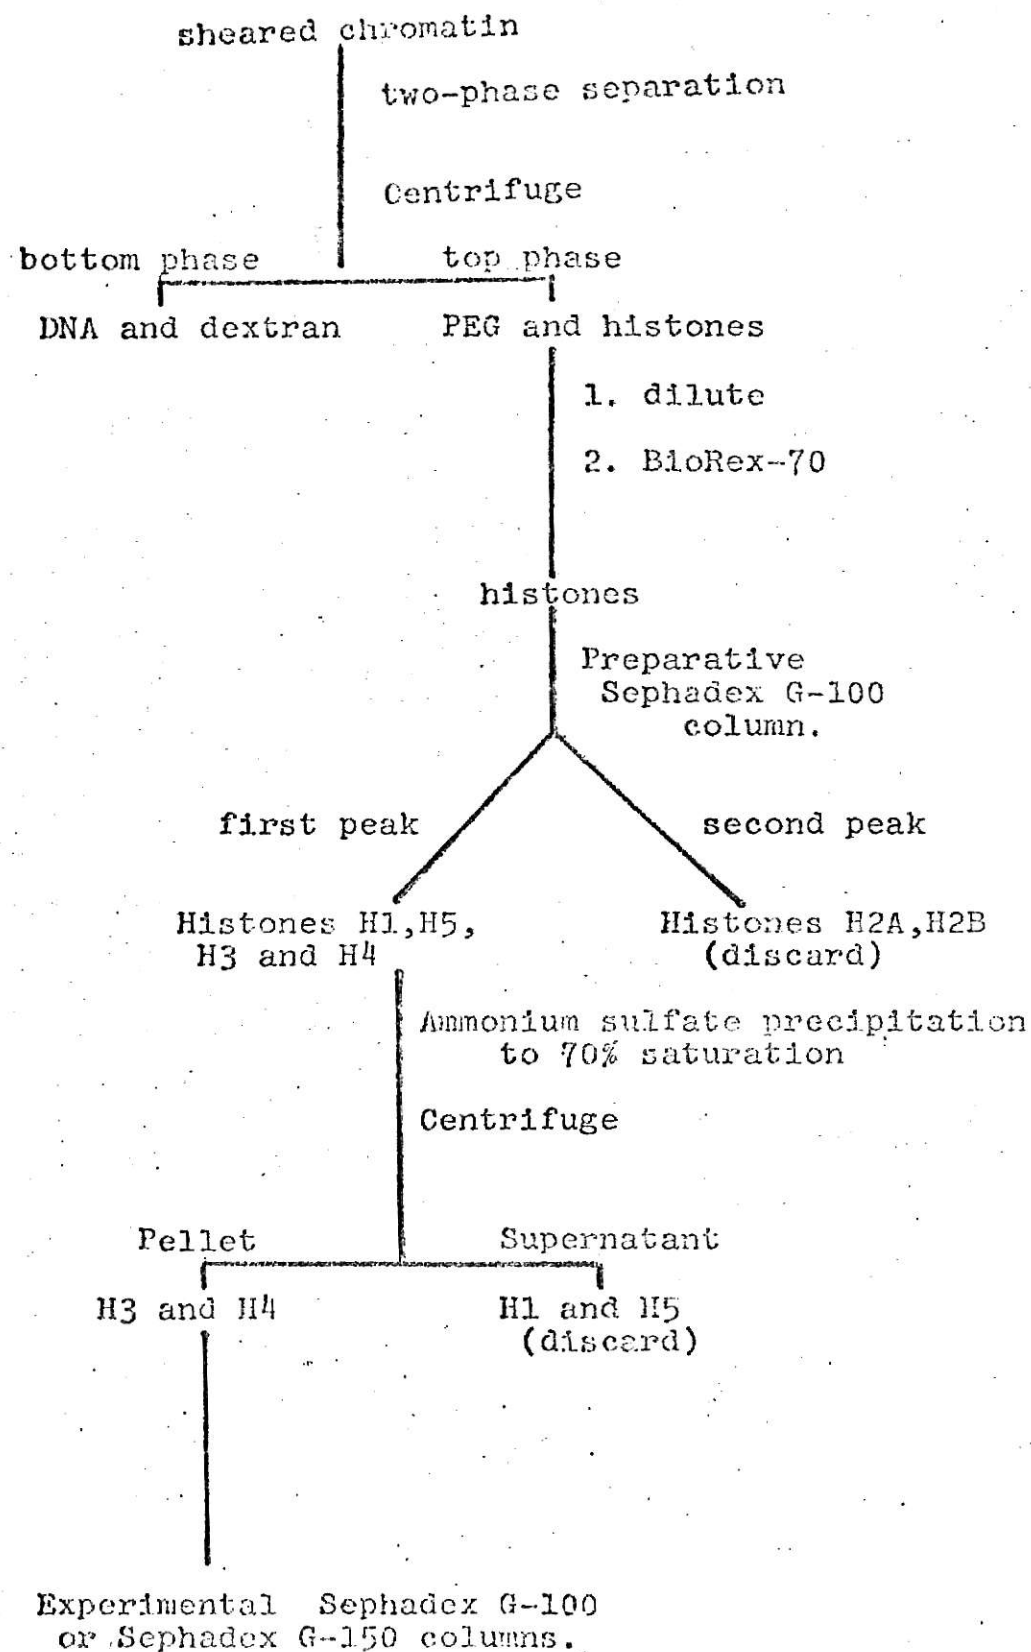 sheared chromatin
two-phase separation
Centrifuge
bottom phase
top phase
DNA and dextran
PEG and histones
1. dilute
2. BioRex-70
histones
Preparative
Sephadex G-100
column.
first peak
second peak
Histones H1,H5,
H3 and H4
Histones H2A,H2B
(discard)
Ammonium sulfate precipitation
to 70% saturation
Centrifuge
Pellet
Supernatant
H3 and H4
H1 and H5
(discard)
Experimental Sephadex G-100
or Sephadex G-150 columns.